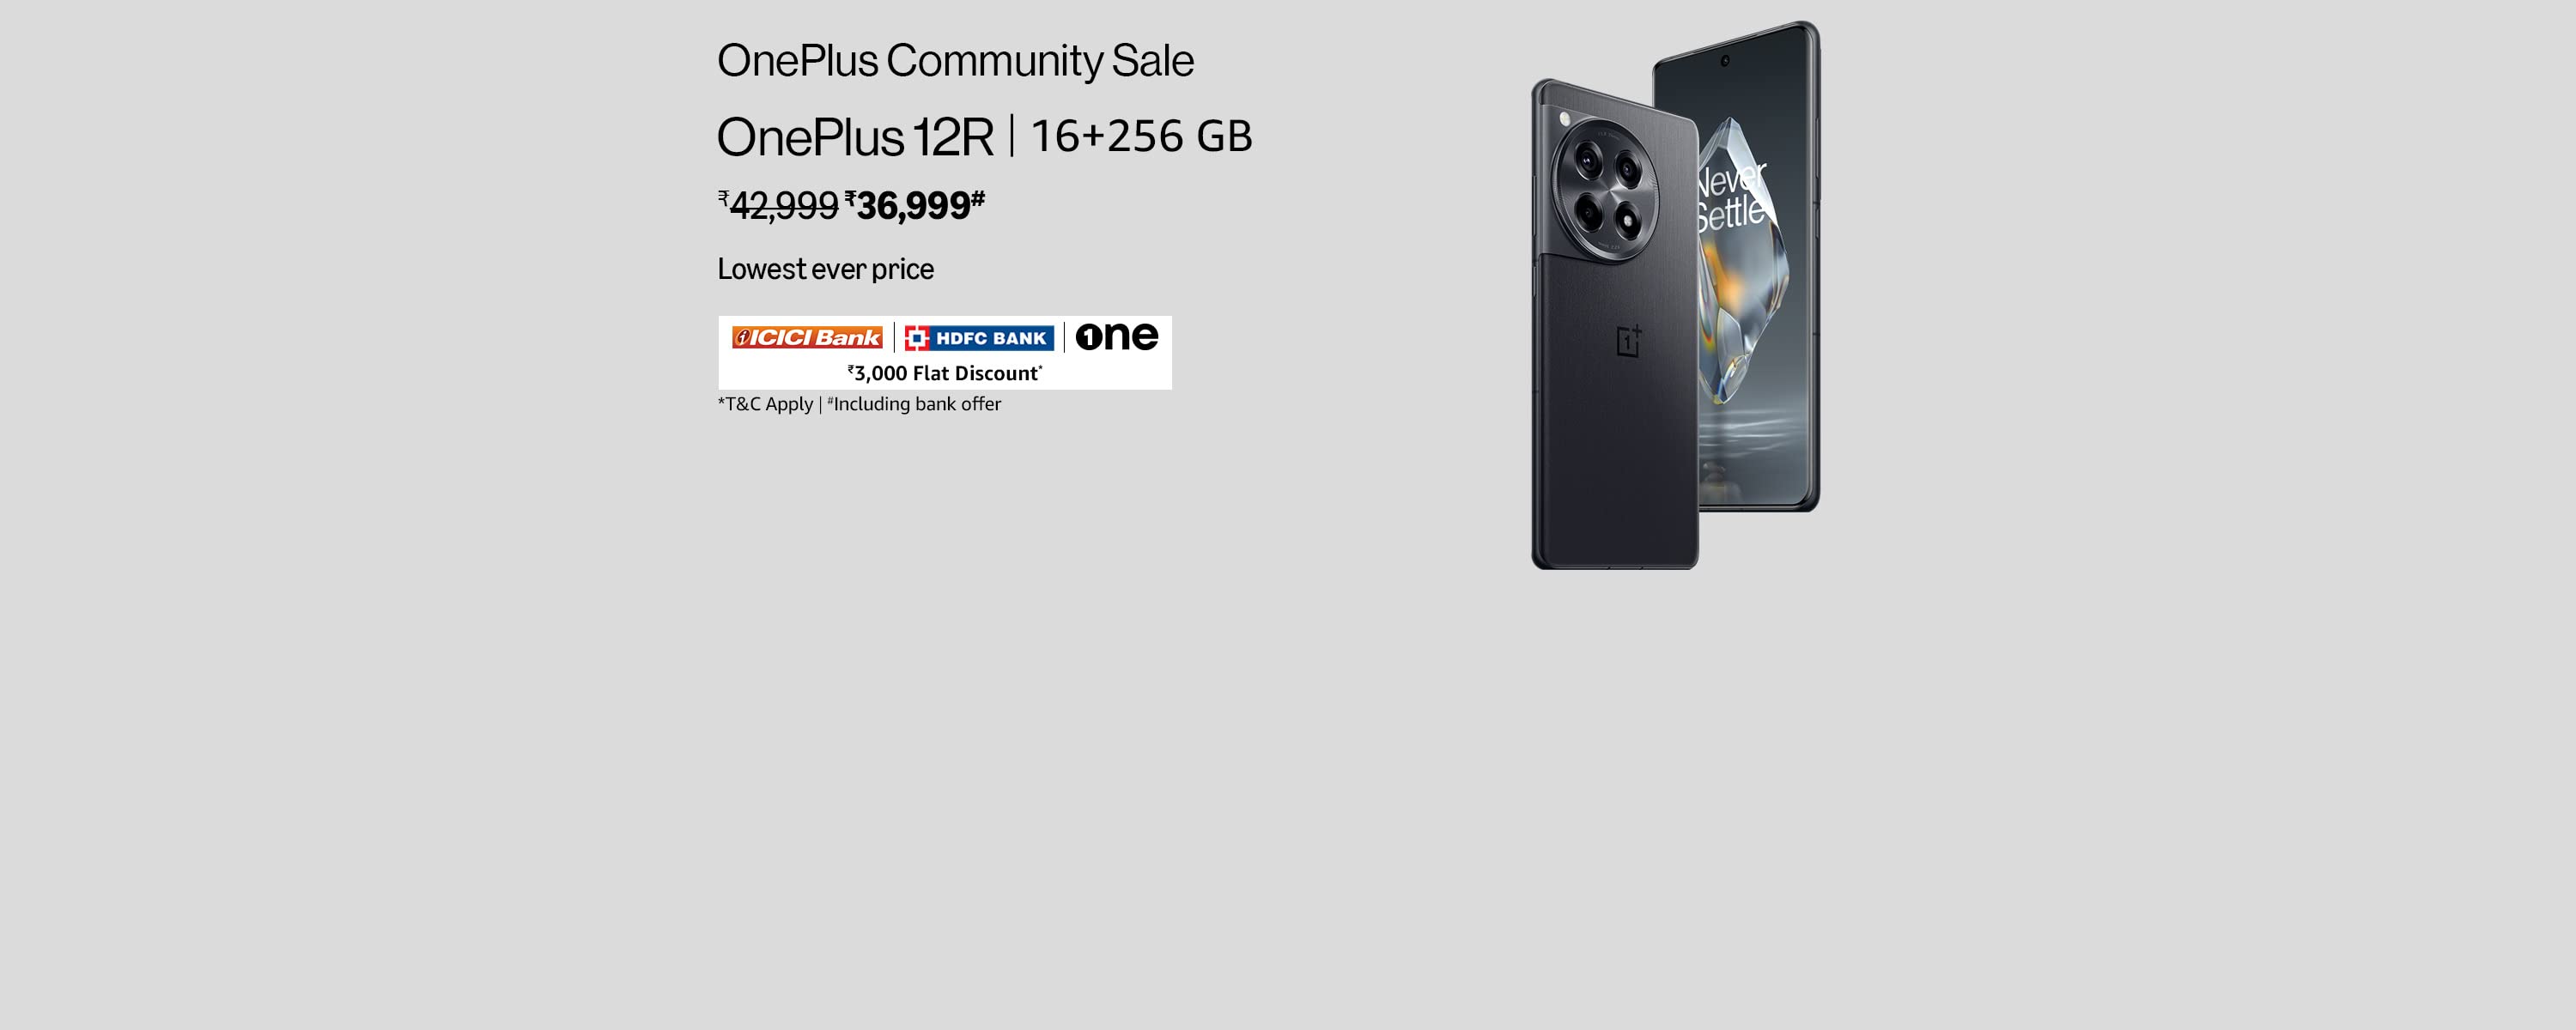 OnePlus Community Sale
OnePlus 12R | 16+256 GB
₹42,999 ₹36,999#
Lowest ever price
ICICI Bank | HDFC BANK | one
₹3,000 Flat Discount*
*T&C Apply | #Including bank offer
Never
Settle